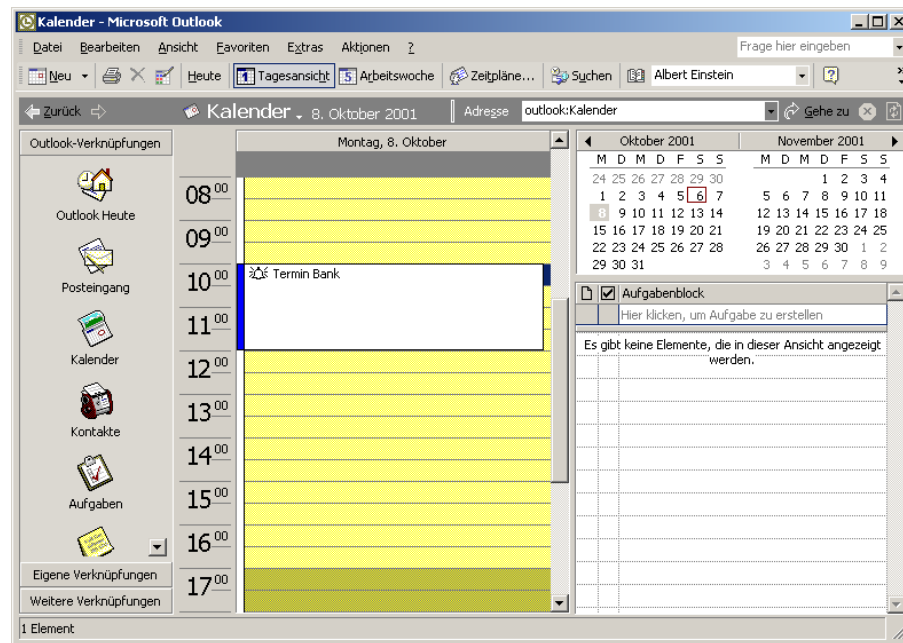 Kalender - Microsoft Outlook
Datei Bearbeiten Ansicht Favoriten Extras Aktionen ? Frage hier eingeben
Neu Heute 1 Tagesansicht 5 Arbeitswoche Zeitpläne... Suchen Albert Einstein ?
Zurück Kalender 8. Oktober 2001 Adresse outlook:Kalender Gehe zu
Outlook-Verknüpfungen
Outlook Heute
Posteingang
Kalender
Kontakte
Aufgaben
Eigene Verknüpfungen
Weitere Verknüpfungen
Montag, 8. Oktober
08 00
09 00
10 00 Termin Bank
11 00
12 00
13 00
14 00
15 00
16 00
17 00
Oktober 2001
M D M D F S S
24 25 26 27 28 29 30
1 2 3 4 5 6 7
8 9 10 11 12 13 14
15 16 17 18 19 20 21
22 23 24 25 26 27 28
29 30 31
November 2001
M D M D F S S
1 2 3 4
5 6 7 8 9 10 11
12 13 14 15 16 17 18
19 20 21 22 23 24 25
26 27 28 29 30 1 2
3 4 5 6 7 8 9
Aufgabenblock
Hier klicken, um Aufgabe zu erstellen
Es gibt keine Elemente, die in dieser Ansicht angezeigt
werden.
1 Element